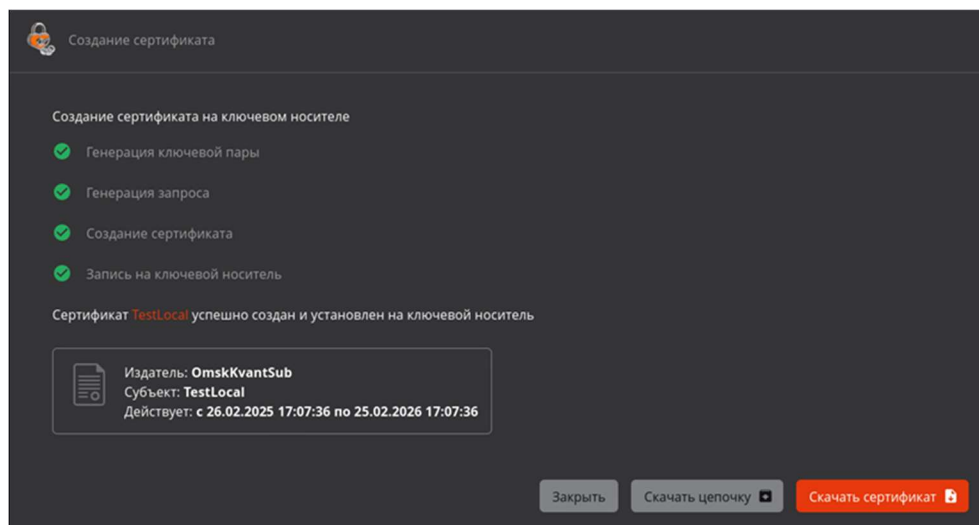 Создание сертификата
Создание сертификата на ключевом носителе
Генерация ключевой пары
Генерация запроса
Создание сертификата
Запись на ключевой носитель
Сертификат TestLocal успешно создан и установлен на ключевой носитель
Издатель: OmskKvantSub
Субъект: TestLocal
Действует: с 26.02.2025 17:07:36 по 25.02.2026 17:07:36
Закрыть Скачать цепочку Скачать сертификат